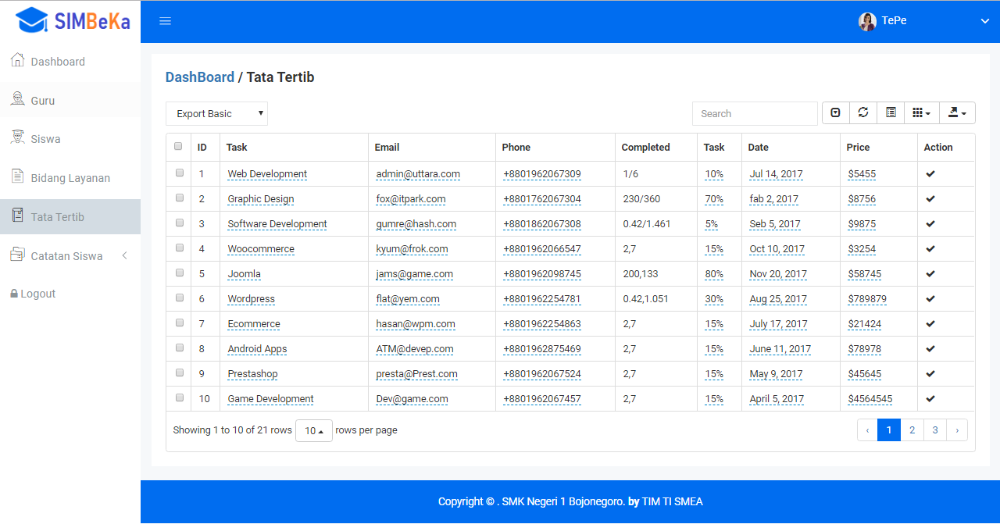 SIMBeKa
TePe
Dashboard
Guru
Siswa
Bidang Layanan
Tata Tertib
Catatan Siswa
Logout
DashBoard / Tata Tertib
Export Basic
Search
ID Task Email Phone Completed Task Date Price Action
1 Web Development admin@uttara.com +8801962067309 1/6 10% Jul 14, 2017 $5455
2 Graphic Design fox@itpark.com +8801762067304 230/360 70% fab 2, 2017 $8756
3 Software Development gumre@hash.com +8801862067308 0.42/1.461 5% Seb 5, 2017 $9875
4 Woocommerce kyum@frok.com +8801962066547 2,7 15% Oct 10, 2017 $3254
5 Joomla jams@game.com +8801962098745 200,133 80% Nov 20, 2017 $58745
6 Wordpress flat@yem.com +8801962254781 0.42,1.051 30% Aug 25, 2017 $789879
7 Ecommerce hasan@wpm.com +8801962254863 2,7 15% July 17, 2017 $21424
8 Android Apps ATM@devep.com +8801962875469 2,7 15% June 11, 2017 $78978
9 Prestashop presta@Prest.com +8801962067524 2,7 15% May 9, 2017 $45645
10 Game Development Dev@game.com +8801962067457 2,7 15% April 5, 2017 $4564545
Showing 1 to 10 of 21 rows 10 rows per page ‹ 1 2 3 ›
Copyright © . SMK Negeri 1 Bojonegoro. by TIM TI SMEA